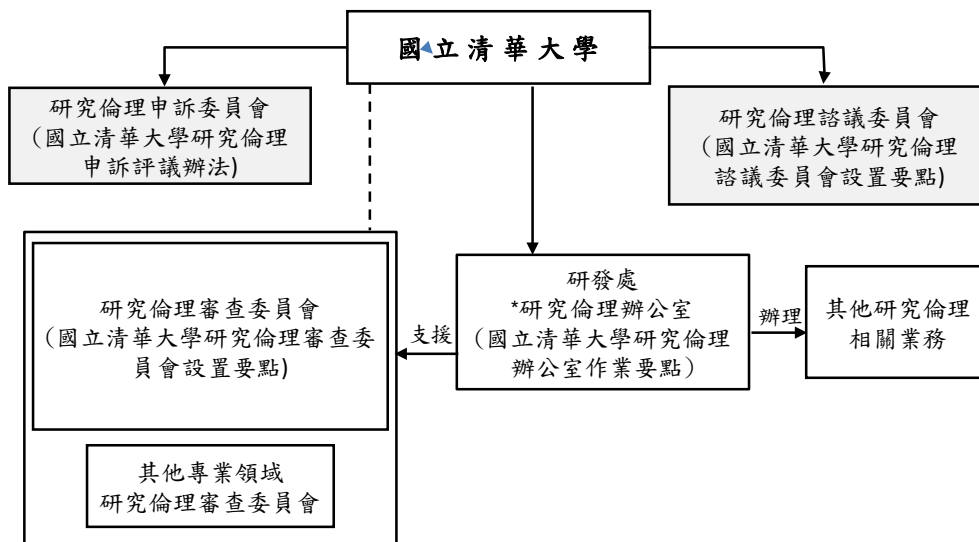 國立清華大學
研究倫理申訴委員會
（國立清華大學研究倫理
申訴評議辦法)
研究倫理諮議委員會
（國立清華大學研究倫理
諮議委員會設置要點)
研究倫理審查委員會
（國立清華大學研究倫理審查委
員會設置要點)
支援
研發處
*研究倫理辦公室
（國立清華大學研究倫理
辦公室作業要點）
辦理
其他研究倫理
相關業務
其他專業領域
研究倫理審查委員會